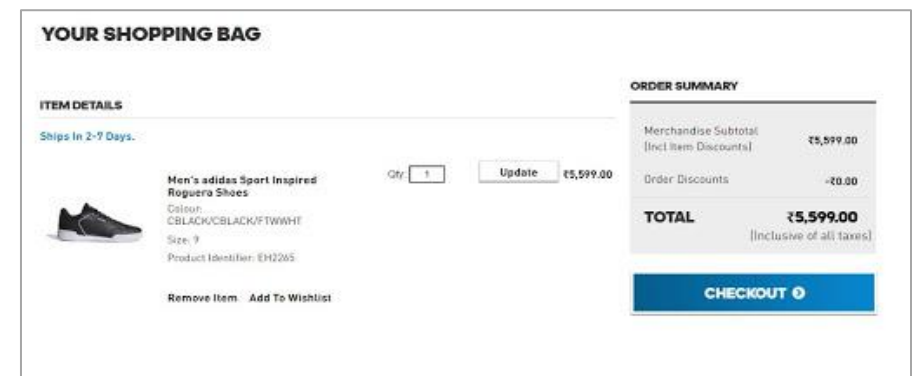 YOUR SHOPPING BAG
ITEM DETAILS
Ships In 2-7 Days.
Men's adidas Sport Inspired
Roguera Shoes
Colour:
CBLACK/CBLACK/FTWWHT
Size: 9
Product Identifier: EH2265
Remove Item Add To Wishlist
Qty: 1 Update ₹5,599.00
ORDER SUMMARY
Merchandise Subtotal
(Incl Item Discounts) ₹5,599.00
Order Discounts -₹0.00
TOTAL ₹5,599.00
(Inclusive of all taxes)
CHECKOUT